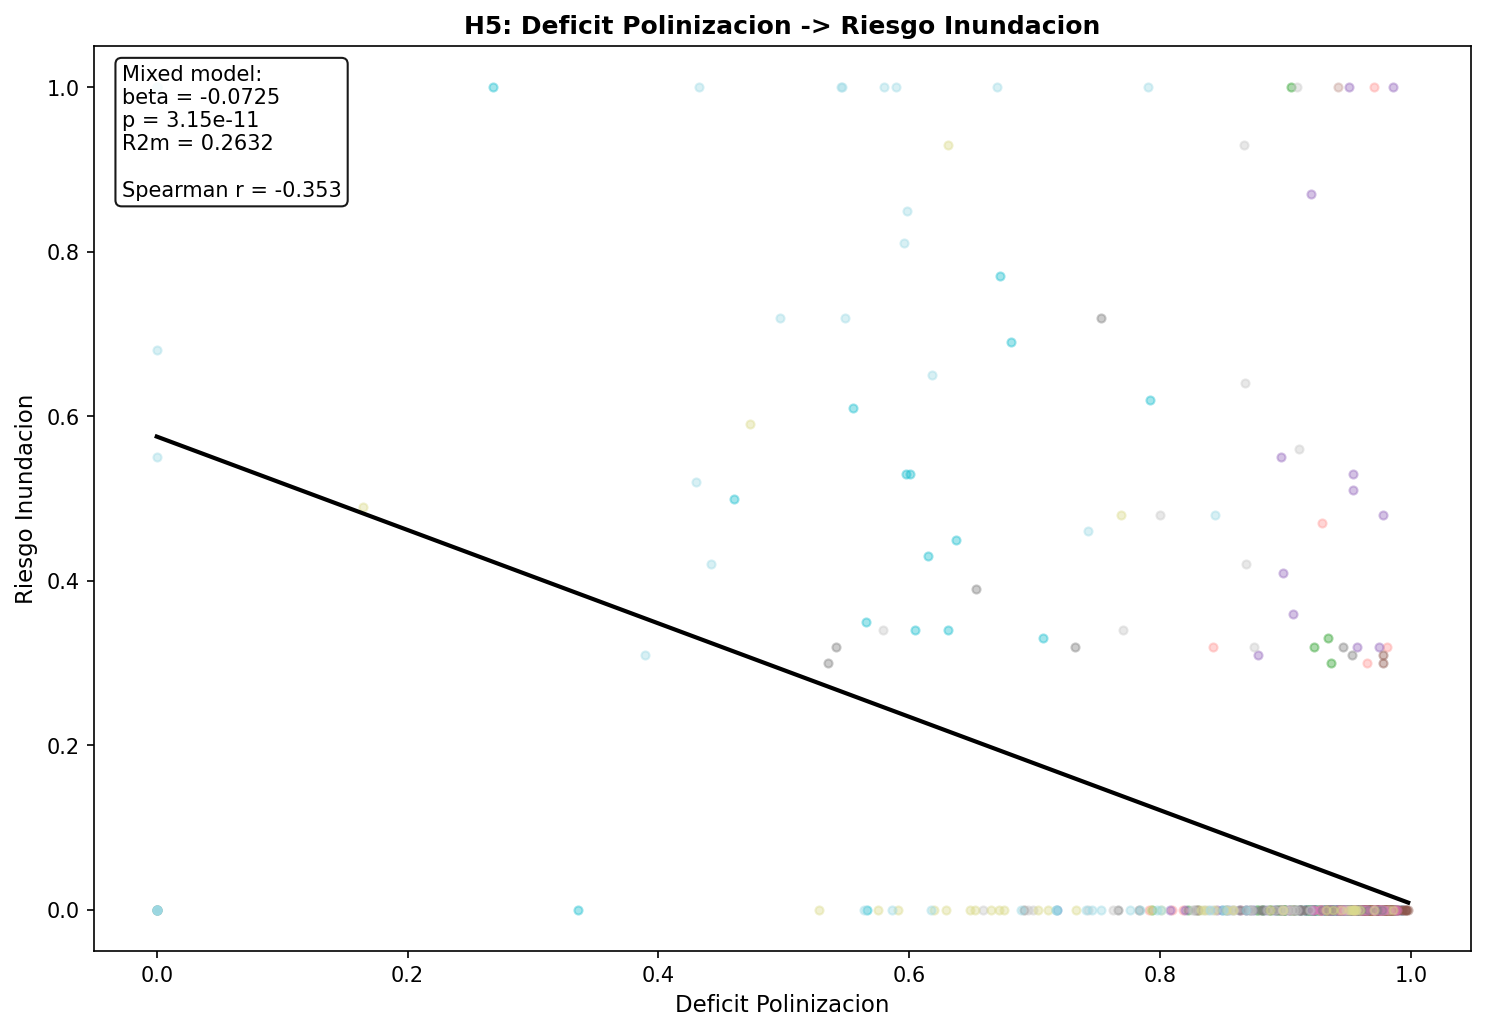 H5: Deficit Polinizacion -> Riesgo Inundacion
Mixed model:
beta = -0.0725
p = 3.15e-11
R2m = 0.2632
Spearman r = -0.353
Riesgo Inundacion
1.0
0.8
0.6
0.4
0.2
0.0
0.0 0.2 0.4 0.6 0.8 1.0
Deficit Polinizacion